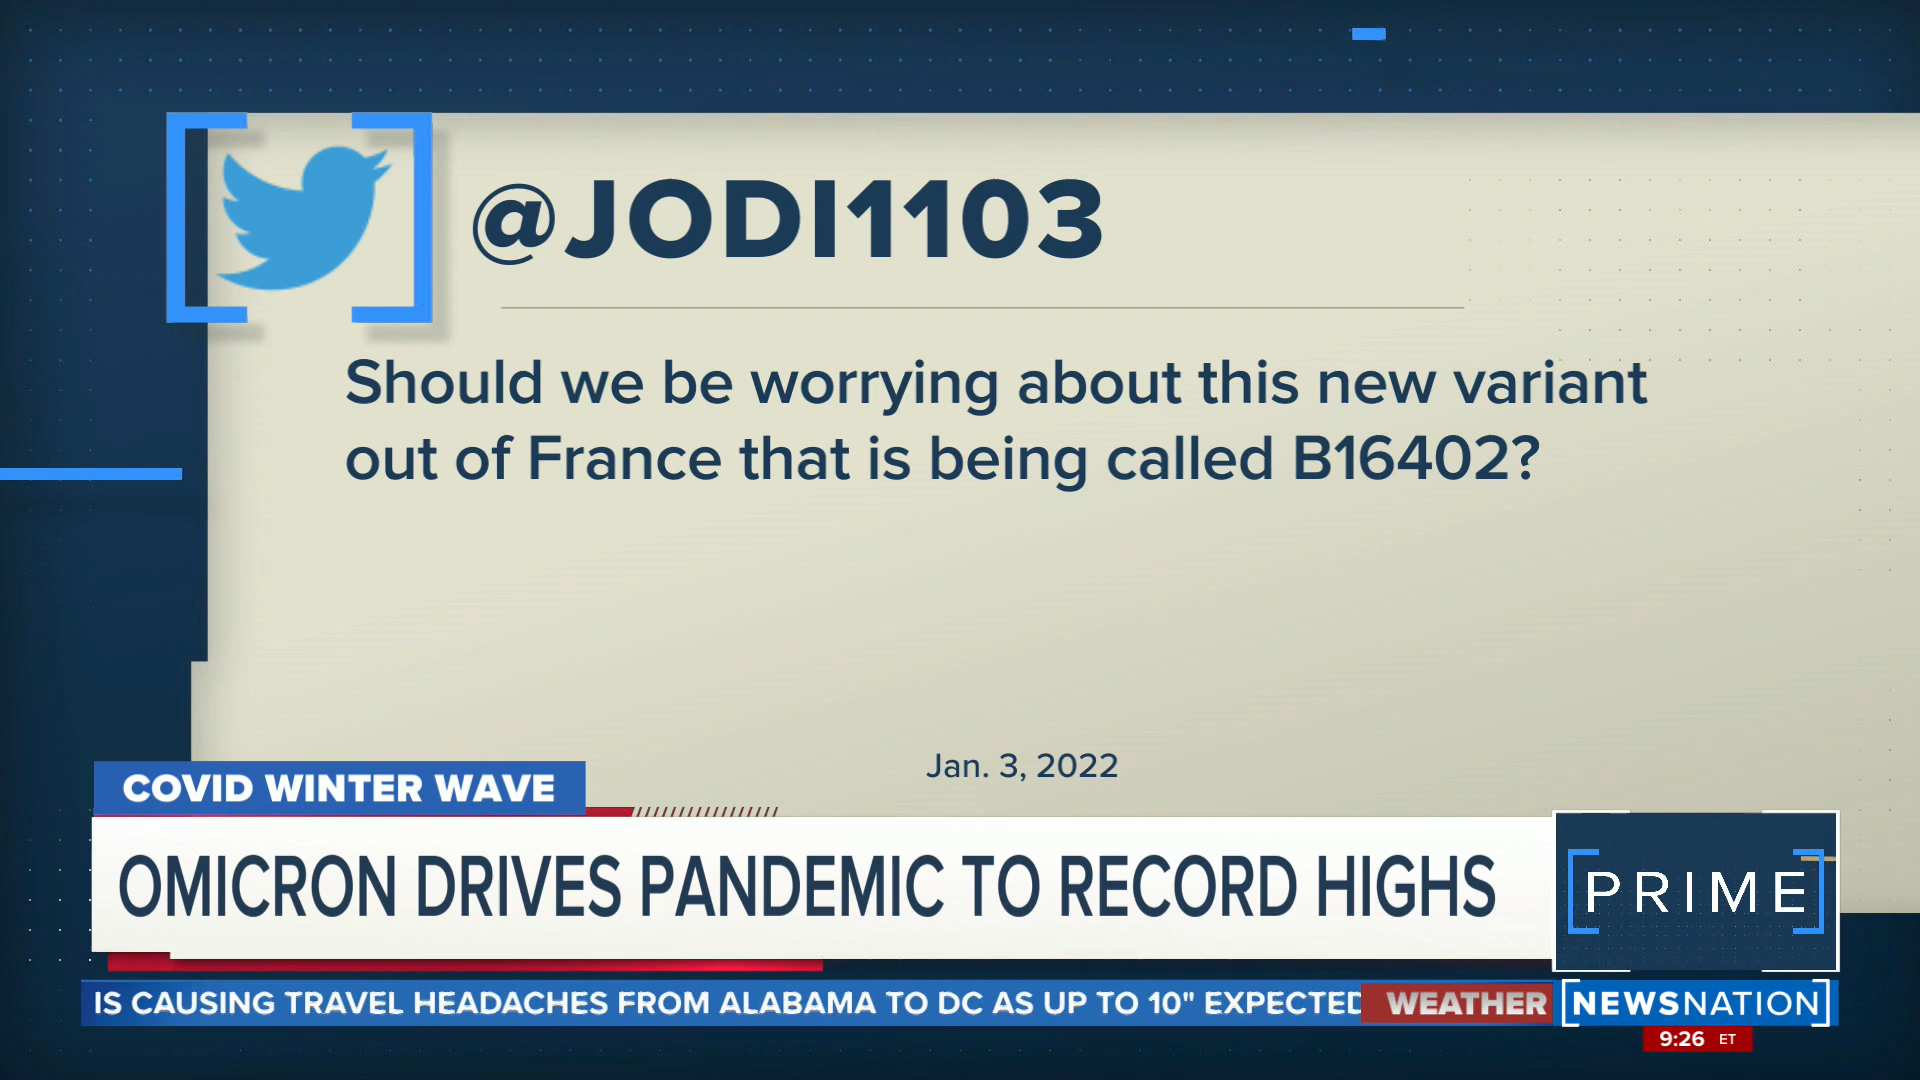 @JODI1103
Should we be worrying about this new variant
out of France that is being called B16402?
Jan. 3, 2022
COVID WINTER WAVE
OMICRON DRIVES PANDEMIC TO RECORD HIGHS
PRIME
IS CAUSING TRAVEL HEADACHES FROM ALABAMA TO DC AS UP TO 10" EXPECTED
WEATHER
NEWSNATION
9:26 ET